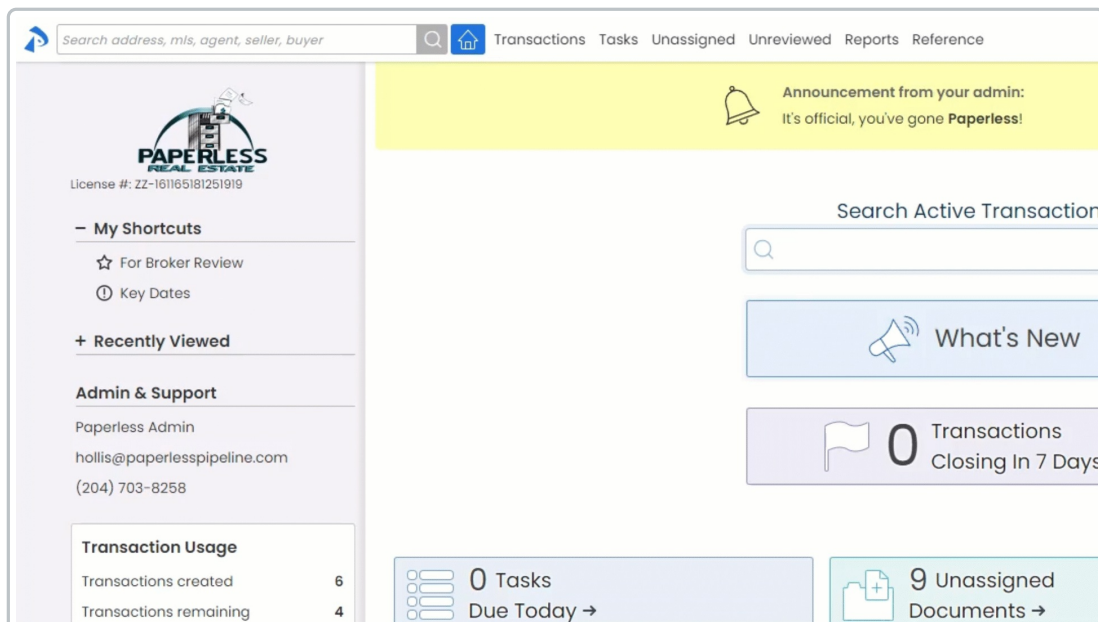 Search address, mls, agent, seller, buyer
Transactions Tasks Unassigned Unreviewed Reports Reference
PAPERLESS
REAL ESTATE
License #: ZZ-161165181251919
− My Shortcuts
For Broker Review
Key Dates
+ Recently Viewed
Admin & Support
Paperless Admin
hollis@paperlesspipeline.com
(204) 703-8258
Transaction Usage
Transactions created 6
Transactions remaining 4
Announcement from your admin:
It's official, you've gone Paperless!
Search Active Transaction
What's New
0 Transactions
Closing In 7 Days
0 Tasks
Due Today →
9 Unassigned
Documents →